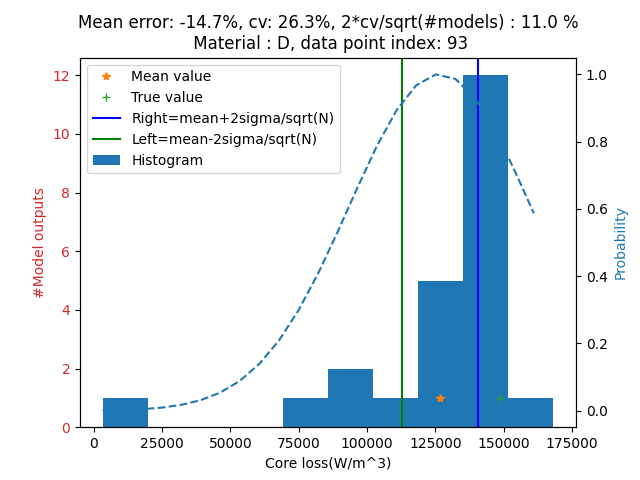 Mean error: -14.7%, cv: 26.3%, 2*cv/sqrt(#models) : 11.0 %
Material : D, data point index: 93
Mean value
True value
Right=mean+2sigma/sqrt(N)
Left=mean-2sigma/sqrt(N)
Histogram
12
10
8
6
4
2
0
#Model outputs
1.0
0.8
0.6
0.4
0.2
0.0
Probability
0 25000 50000 75000 100000 125000 150000 175000
Core loss(W/m^3)